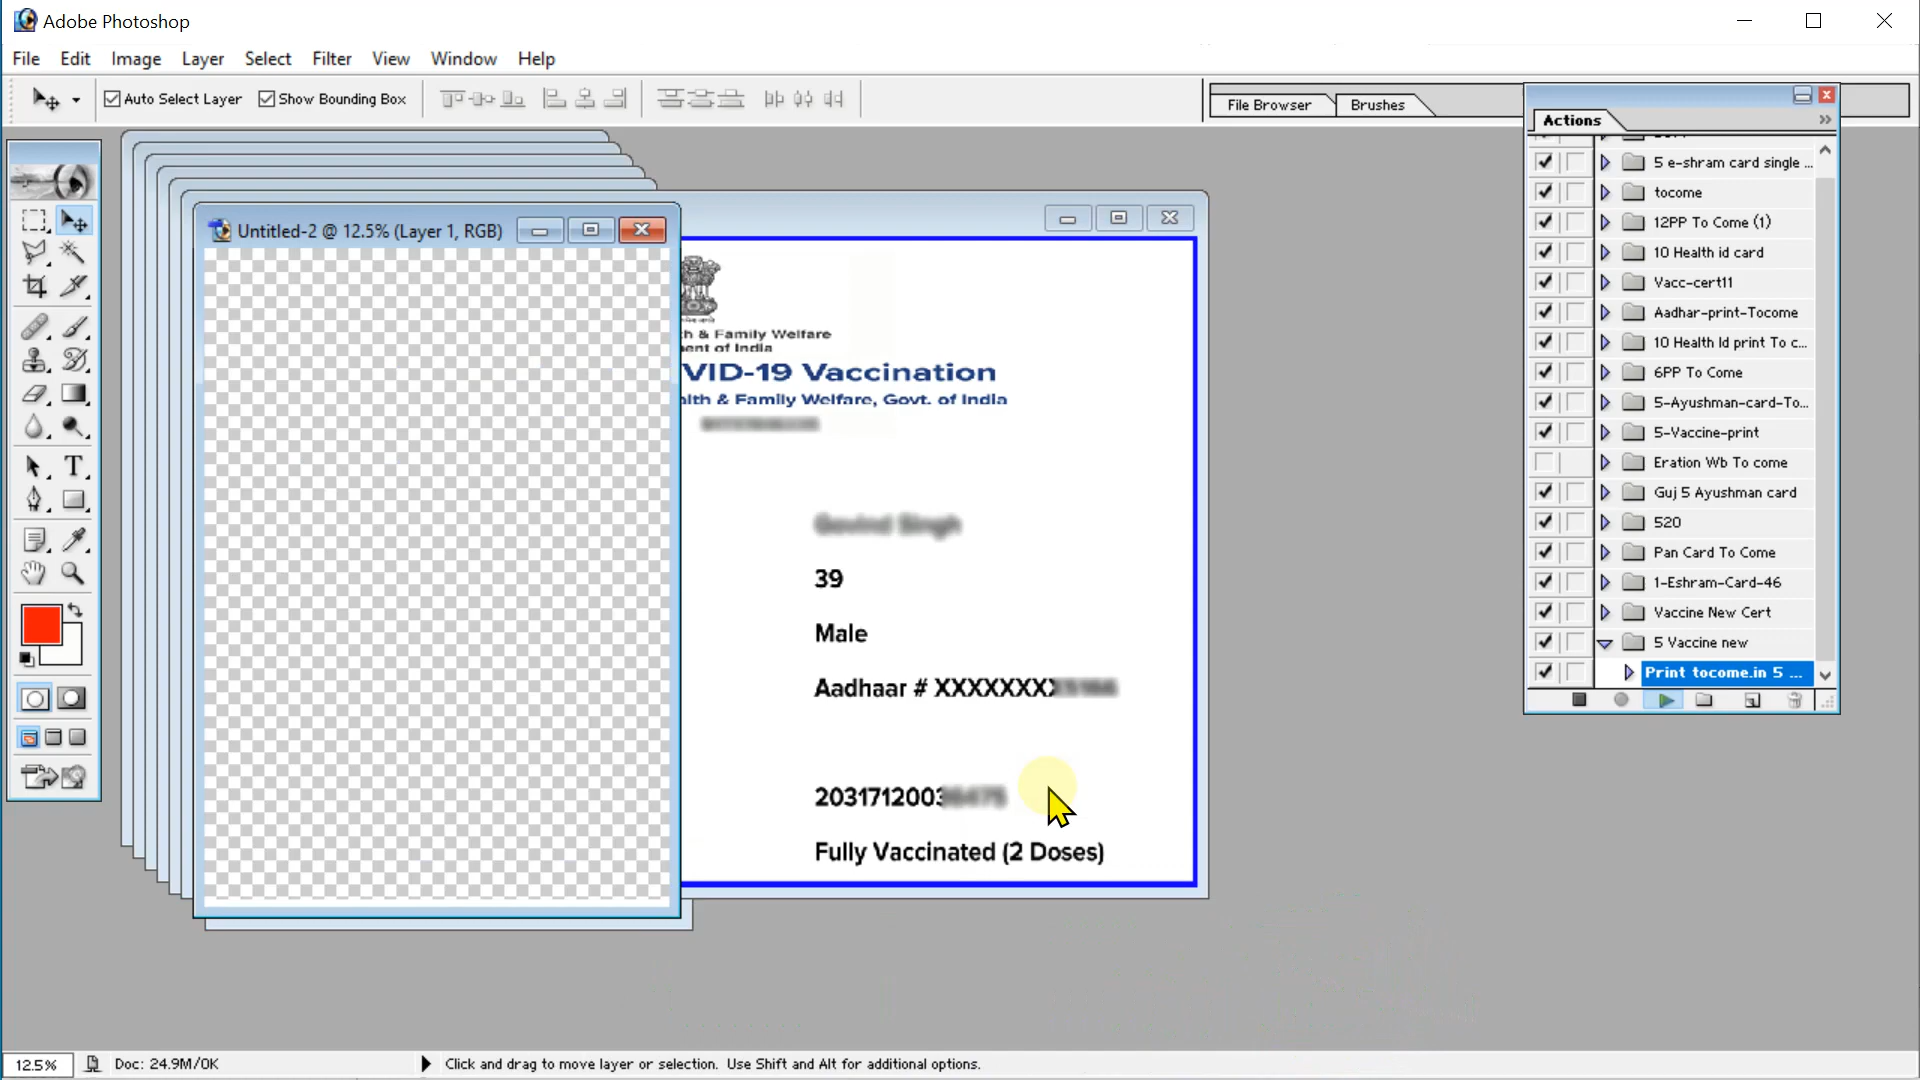 Adobe Photoshop
File Edit Image Layer Select Filter View Window Help
Auto Select Layer Show Bounding Box
File Browser Brushes
Actions
5 e-shram card single ...
tocome
12PP To Come (1)
10 Health id card
Vacc-cert11
Aadhar-print-Tocome
10 Health Id print To c...
6PP To Come
5-Ayushman-card-To...
5-Vaccine-print
Eration Wb To come
Guj 5 Ayushman card
520
Pan Card To Come
1-Eshram-Card-46
Vaccine New Cert
5 Vaccine new
Print tocome.in 5 ...
Untitled-2 @ 12.5% (Layer 1, RGB)
& Family Welfare
of India
VID-19 Vaccination
& Family Welfare, Govt. of India
39
Male
Aadhaar # XXXXXXX
203171200
Fully Vaccinated (2 Doses)
12.5% Doc: 24.9M/0K Click and drag to move layer or selection. Use Shift and Alt for additional options.